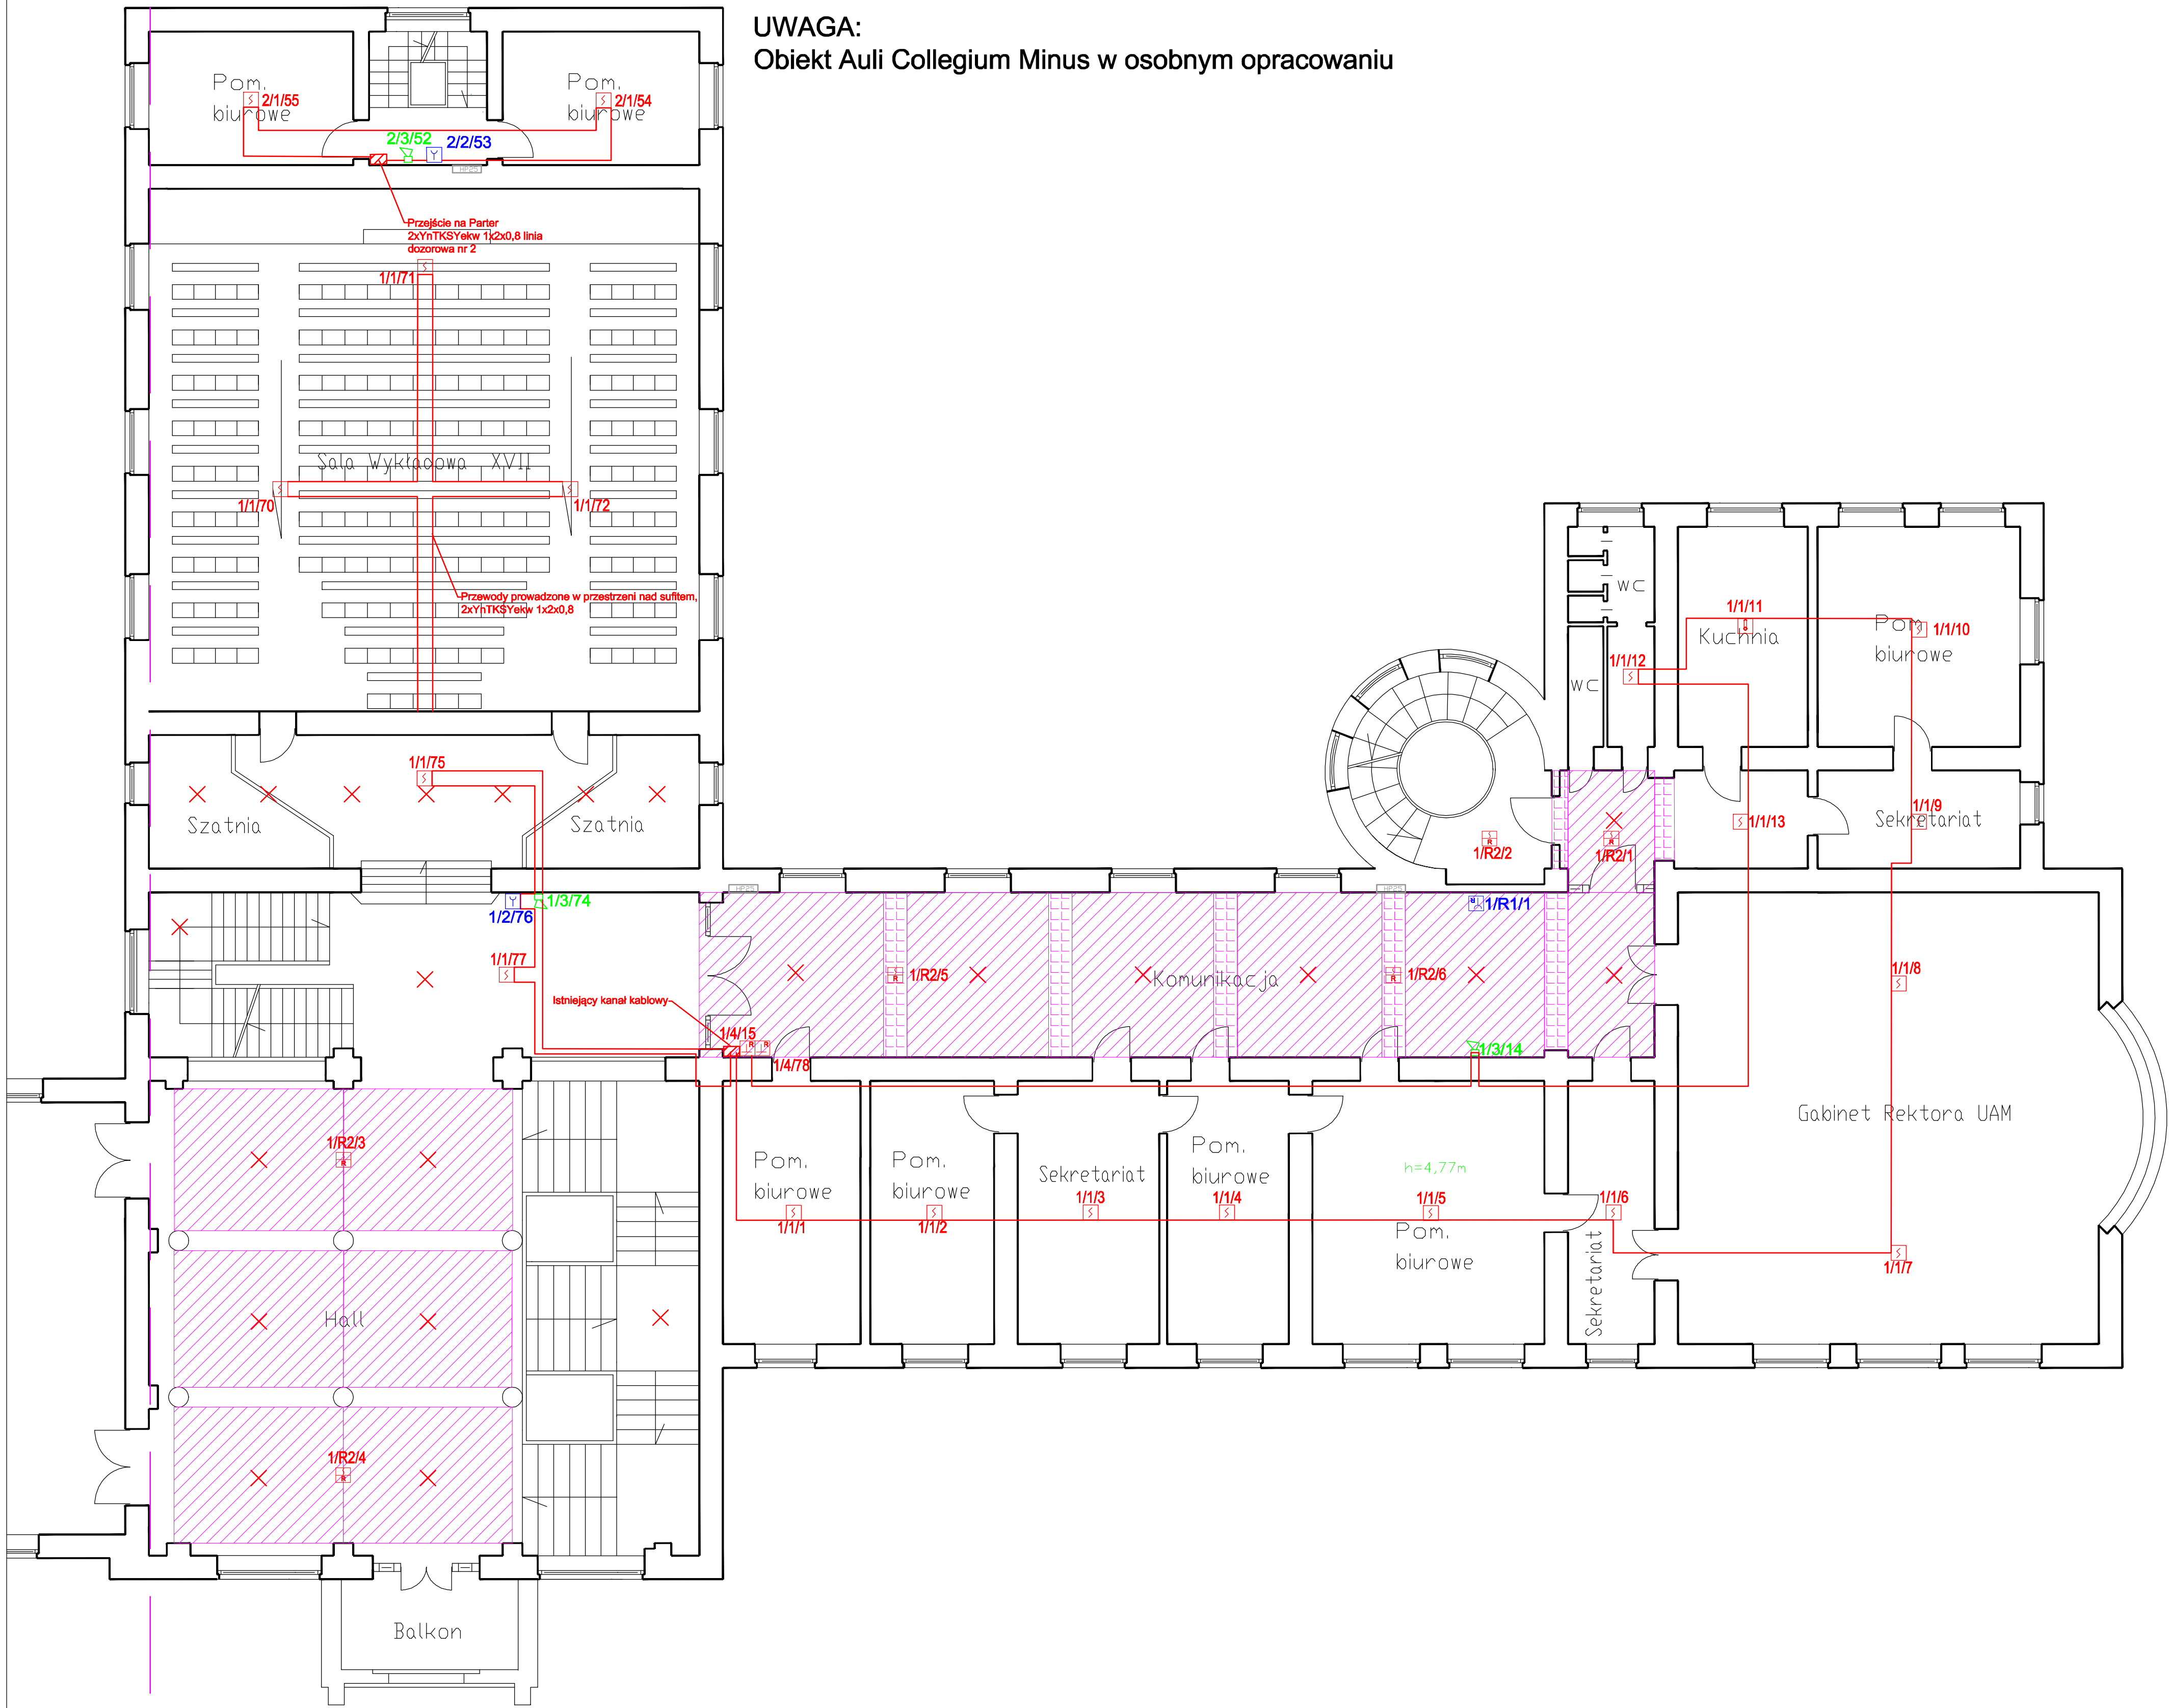 UWAGA:
Obiekt Auli Collegium Minus w osobnym opracowaniu
Pom.
biurowe
2/1/55
Pom.
biurowe
2/1/54
2/3/52
2/2/53
HP25
Przejście na Parter
2xYnTKSYekw 1x2x0,8 linia
dozorowa nr 2
1/1/71
Sala Wykładowa XVII
1/1/70
1/1/72
Przewody prowadzone w przestrzeni nad sufitem,
2xYnTKSYekw 1x2x0,8
WC
1/1/11
Kuchnia
Pom.
biurowe
1/1/10
1/1/12
WC
1/1/75
Szatnia
Szatnia
1/1/9
Sekretariat
1/1/13
R
1/R2/2
R
1/R2/1
HP25
HP25
1/2/76
1/3/74
R
1/R1/1
1/1/77
R
1/R2/5
Komunikacja
R
1/R2/6
1/1/8
Istniejący kanał kablowy
1/4/15
R
R
1/4/78
1/3/14
Gabinet Rektora UAM
1/R2/3
R
Pom.
biurowe
1/1/1
Pom.
biurowe
1/1/2
Sekretariat
1/1/3
Pom.
biurowe
1/1/4
h=4,77m
1/1/5
Pom.
biurowe
1/1/6
Sekretariat
1/1/7
Hall
1/R2/4
R
Balkon